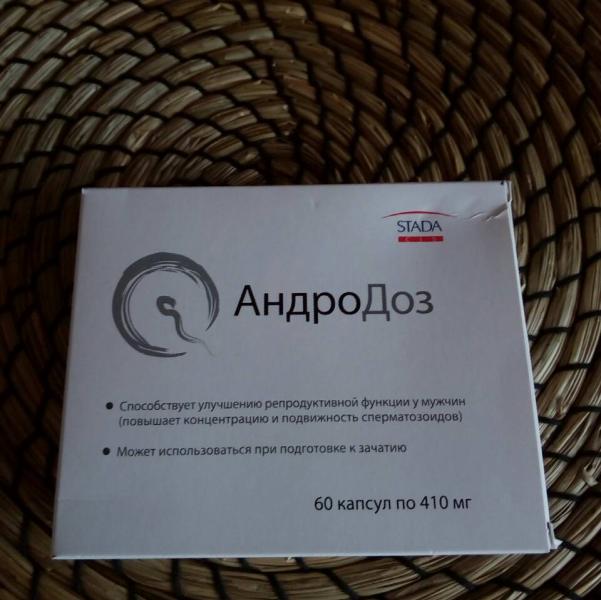 STADA
CIS
АндроДоз
• Способствует улучшению репродуктивной функции у мужчин
(повышает концентрацию и подвижность сперматозоидов)
• Может использоваться при подготовке к зачатию
60 капсул по 410 мг